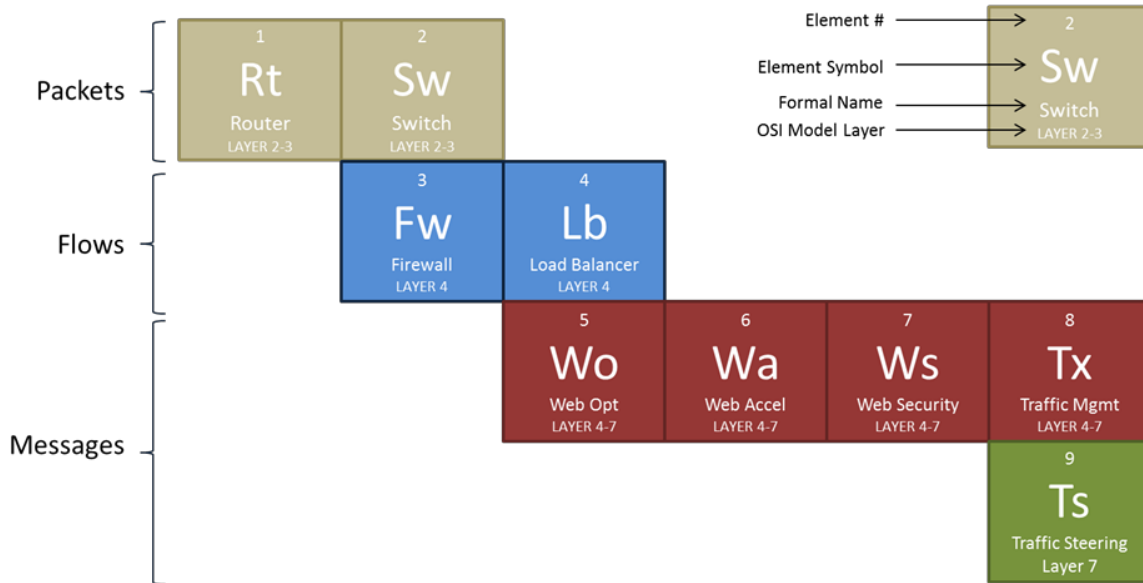 Packets
1
Rt
Router
LAYER 2-3
2
Sw
Switch
LAYER 2-3
Element #
Element Symbol
Formal Name
OSI Model Layer
2
Sw
Switch
LAYER 2-3
Flows
3
Fw
Firewall
LAYER 4
4
Lb
Load Balancer
LAYER 4
Messages
5
Wo
Web Opt
LAYER 4-7
6
Wa
Web Accel
LAYER 4-7
7
Ws
Web Security
LAYER 4-7
8
Tx
Traffic Mgmt
LAYER 4-7
9
Ts
Traffic Steering
Layer 7